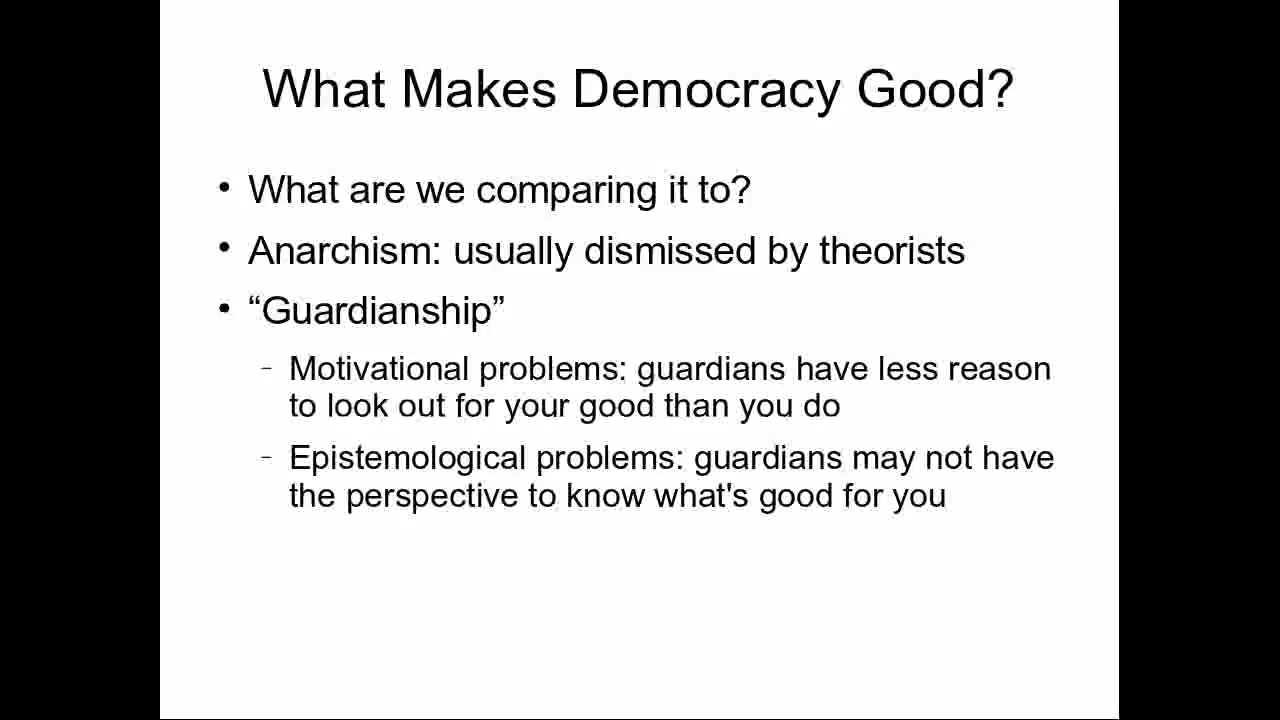 What Makes Democracy Good?
• What are we comparing it to?
• Anarchism: usually dismissed by theorists
• “Guardianship”
– Motivational problems: guardians have less reason
to look out for your good than you do
– Epistemological problems: guardians may not have
the perspective to know what's good for you